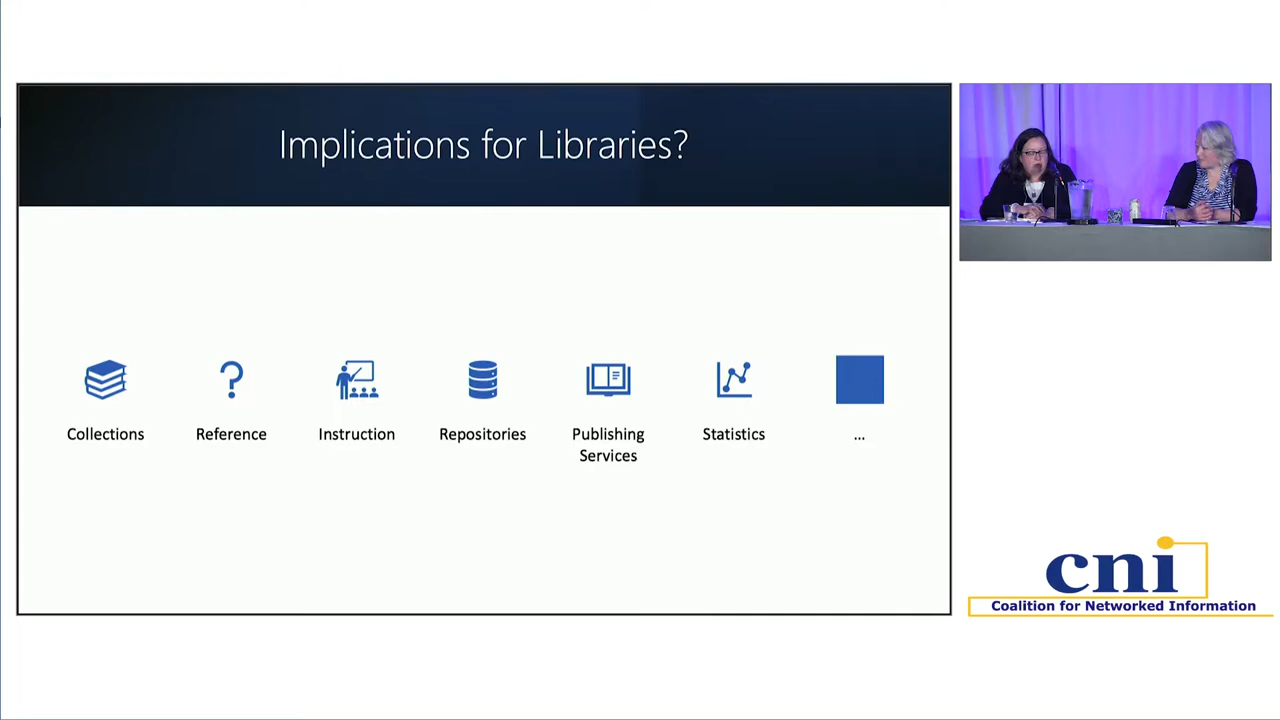 Implications for Libraries?
Collections
Reference
Instruction
Repositories
Publishing
Services
Statistics
...
cni
Coalition for Networked Information